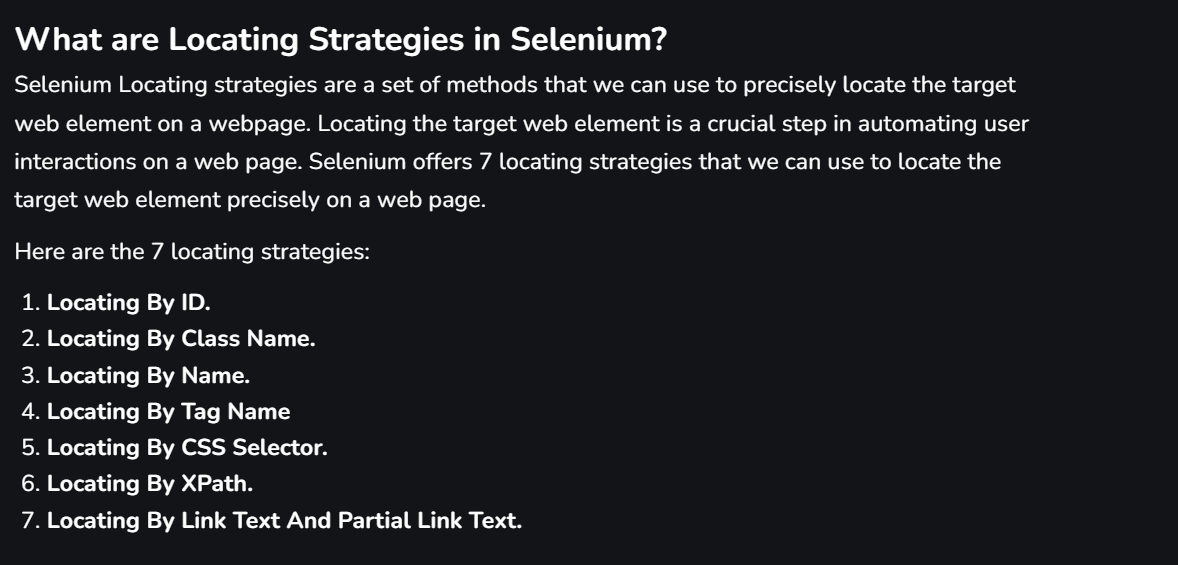 What are Locating Strategies in Selenium?
Selenium Locating strategies are a set of methods that we can use to precisely locate the target
web element on a webpage. Locating the target web element is a crucial step in automating user
interactions on a web page. Selenium offers 7 locating strategies that we can use to locate the
target web element precisely on a web page.
Here are the 7 locating strategies:
1. Locating By ID.
2. Locating By Class Name.
3. Locating By Name.
4. Locating By Tag Name
5. Locating By CSS Selector.
6. Locating By XPath.
7. Locating By Link Text And Partial Link Text.